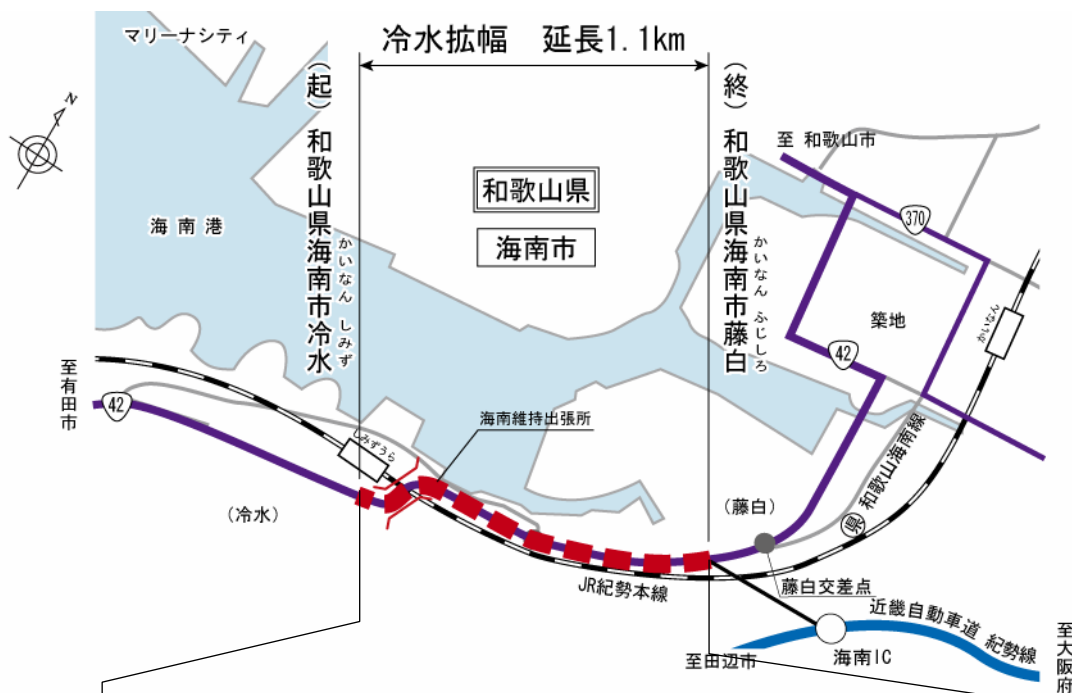 マリーナシティ
冷水拡幅　延長1.1km
N
（起）和歌山県海南市冷水
かいなん しみず
（終）和歌山県海南市藤白
かいなん ふじしろ
至 和歌山市
和歌山県
海南市
海南港
370
築地
かいなん
42
至有田市
42
海南維持出張所
しみずうら
（冷水）
（藤白）
県 和歌山海南線
JR紀勢本線
藤白交差点
近畿自動車道 紀勢線
至田辺市
海南IC
至大阪府